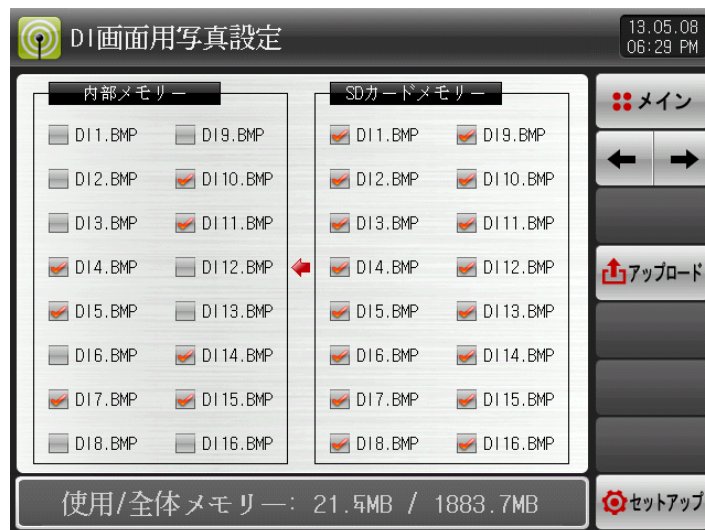 DI画面用写真設定
13.05.08
06:29 PM
内部メモリー
DI1.BMP DI9.BMP
DI2.BMP DI10.BMP
DI3.BMP DI11.BMP
DI4.BMP DI12.BMP
DI5.BMP DI13.BMP
DI6.BMP DI14.BMP
DI7.BMP DI15.BMP
DI8.BMP DI16.BMP
SDカードメモリー
DI1.BMP DI9.BMP
DI2.BMP DI10.BMP
DI3.BMP DI11.BMP
DI4.BMP DI12.BMP
DI5.BMP DI13.BMP
DI6.BMP DI14.BMP
DI7.BMP DI15.BMP
DI8.BMP DI16.BMP
メイン
アップロード
セットアップ
使用/全体メモリー: 21.5MB / 1883.7MB